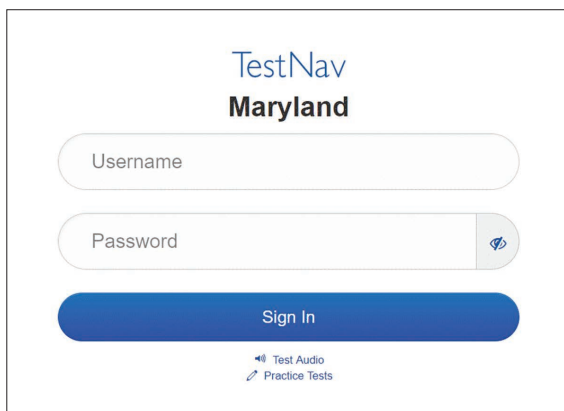 TestNav
Maryland
Username
Password
Sign In
Test Audio
Practice Tests